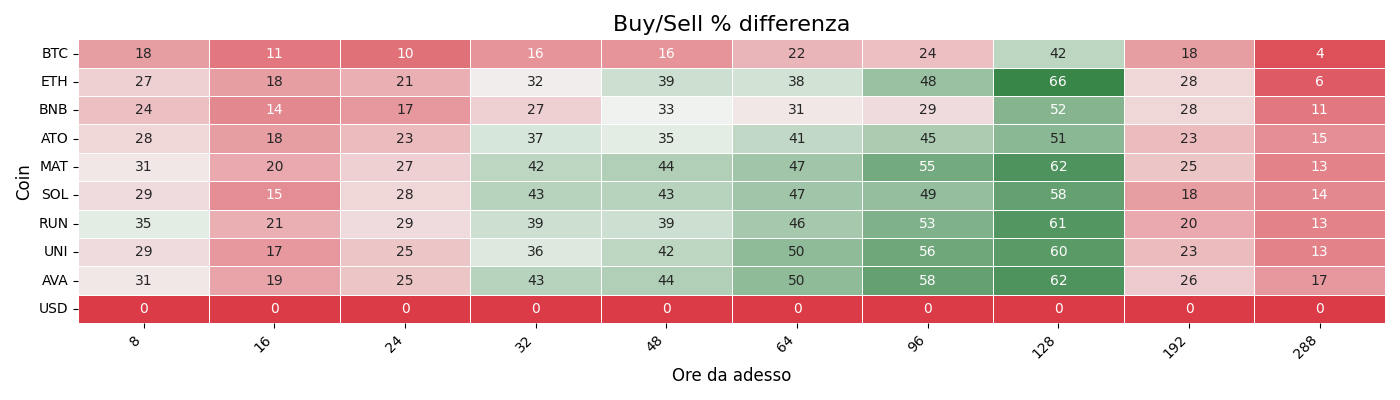 Buy/Sell % differenza
BTC 18 11 10 16 16 22 24 42 18 4
ETH 27 18 21 32 39 38 48 66 28 6
BNB 24 14 17 27 33 31 29 52 28 11
ATO 28 18 23 37 35 41 45 51 23 15
MAT 31 20 27 42 44 47 55 62 25 13
SOL 29 15 28 43 43 47 49 58 18 14
RUN 35 21 29 39 39 46 53 61 20 13
UNI 29 17 25 36 42 50 56 60 23 13
AVA 31 19 25 43 44 50 58 62 26 17
USD 0 0 0 0 0 0 0 0 0 0
Coin
8 16 24 32 48 64 96 128 192 288
Ore da adesso